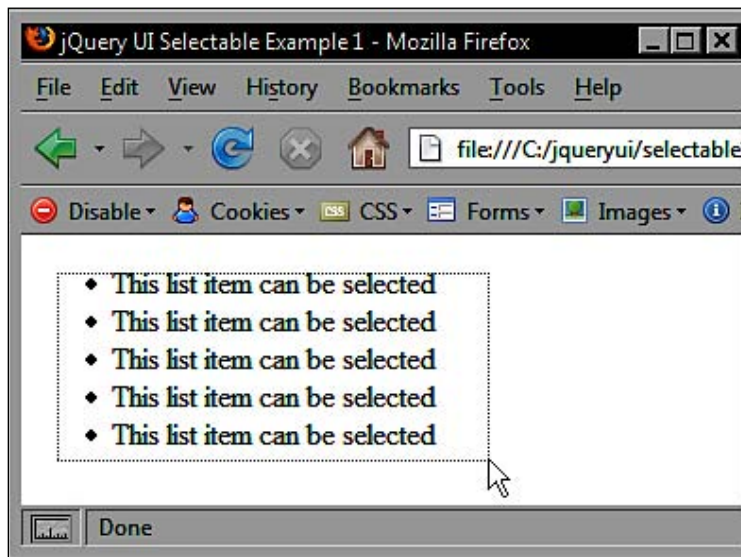 jQuery UI Selectable Example 1 - Mozilla Firefox
File Edit View History Bookmarks Tools Help
file:///C:/jqueryui/selectable
Disable Cookies CSS CSS Forms Images
This list item can be selected
This list item can be selected
This list item can be selected
This list item can be selected
This list item can be selected
Done